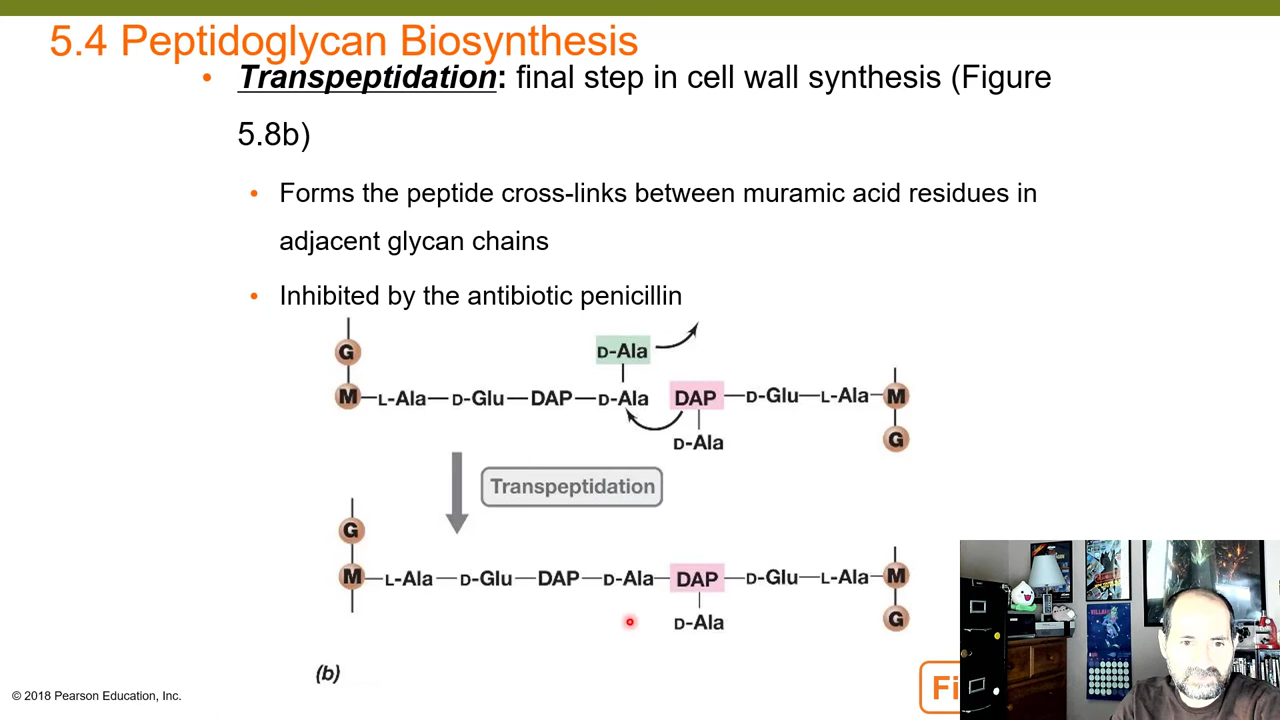 5.4 Peptidoglycan Biosynthesis
• Transpeptidation: final step in cell wall synthesis (Figure
5.8b)
• Forms the peptide cross-links between muramic acid residues in
adjacent glycan chains
• Inhibited by the antibiotic penicillin
G
D-Ala
M L-Ala D-Glu DAP D-Ala DAP D-Glu L-Ala M
D-Ala
G
Transpeptidation
G
M L-Ala D-Glu DAP D-Ala DAP D-Glu L-Ala M
D-Ala
G
(b)
© 2018 Pearson Education, Inc.